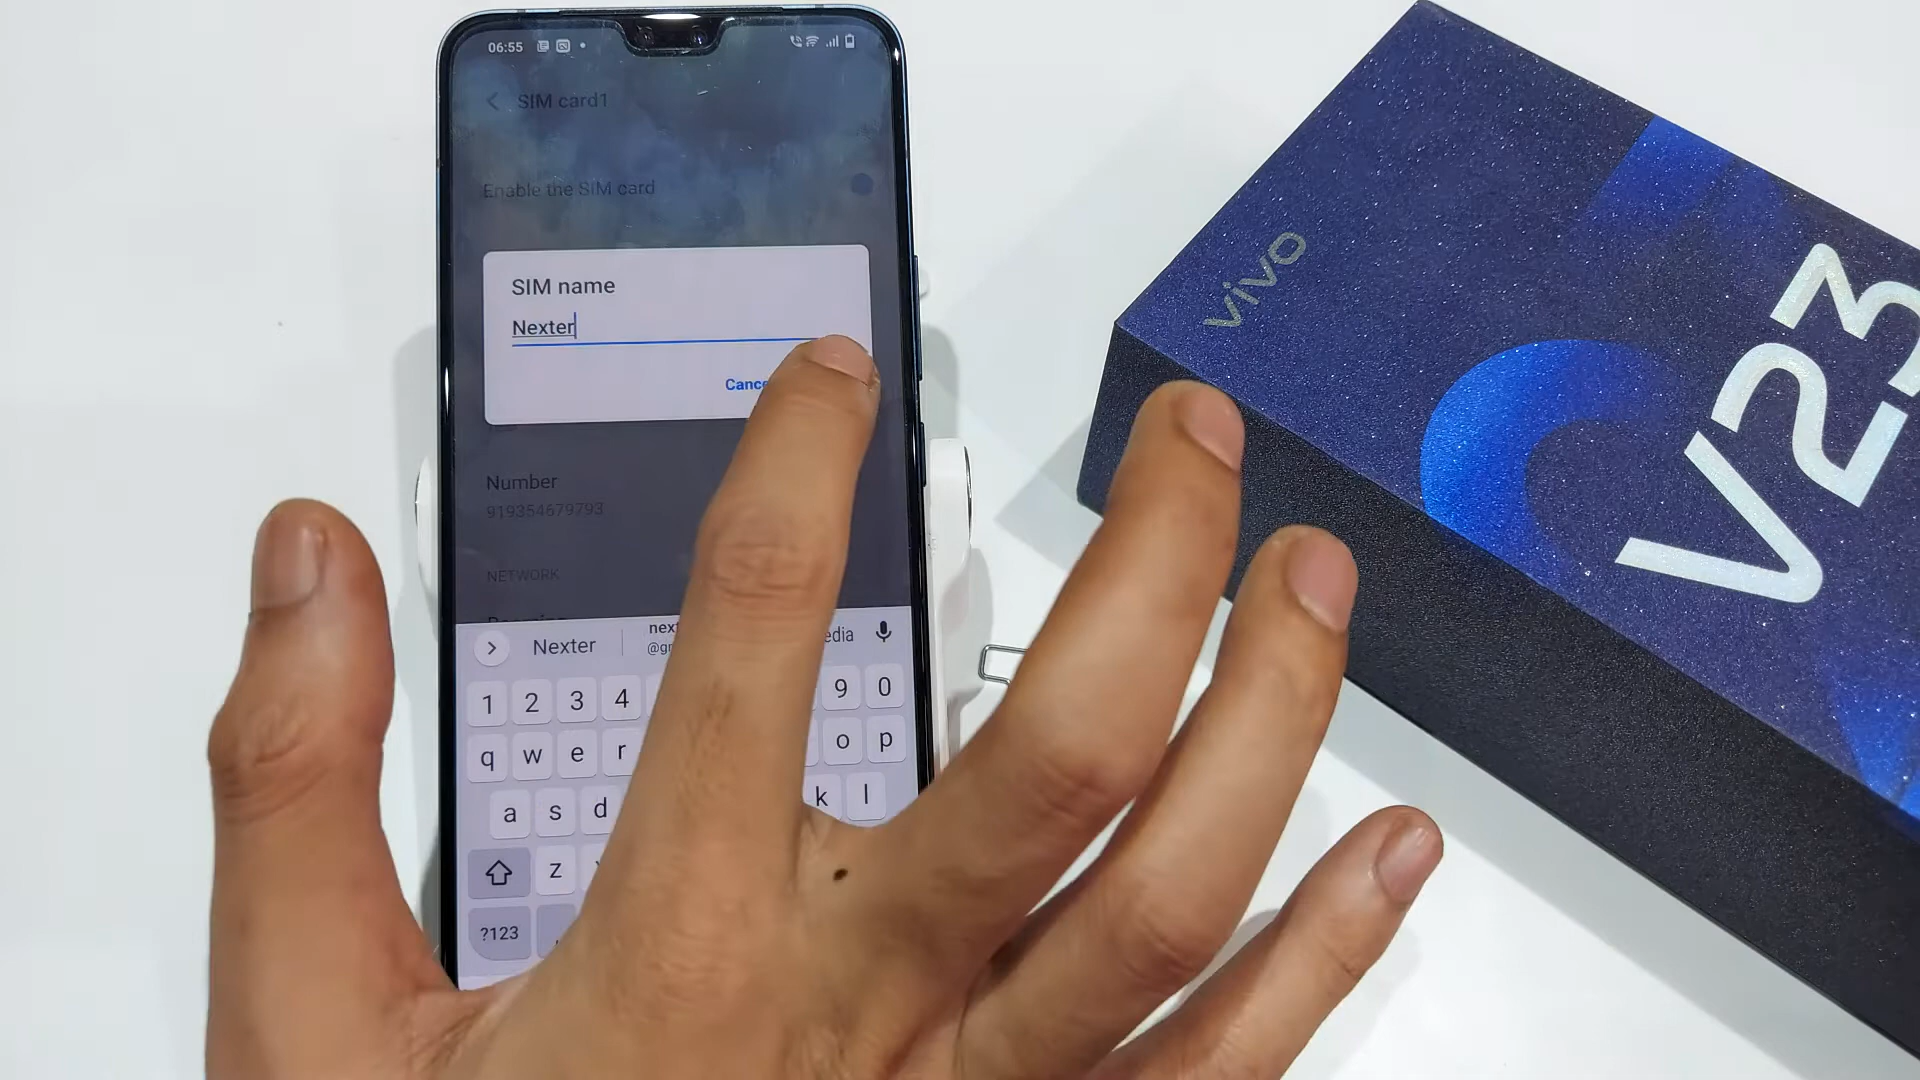 06:55
SIM card1
Enable the SIM card
SIM name
Nexter
Number
919354679793
NETWORK
Nexter
1 2 3 4 9 0
q w e r o p
a s d k l
z
?123
vivo
V23